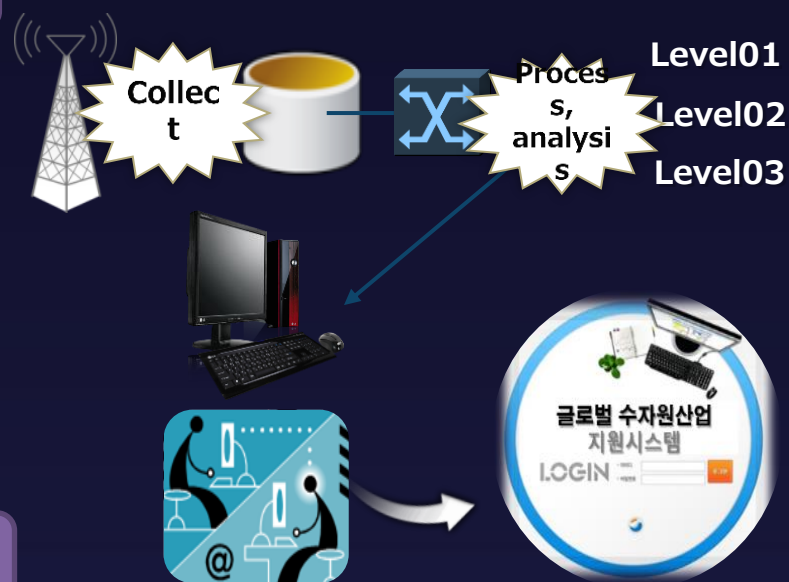 Collec
t
Proces
s,
analysi
s
Level01
Level02
Level03
글로벌 수자원산업
지원시스템
LOGIN
@